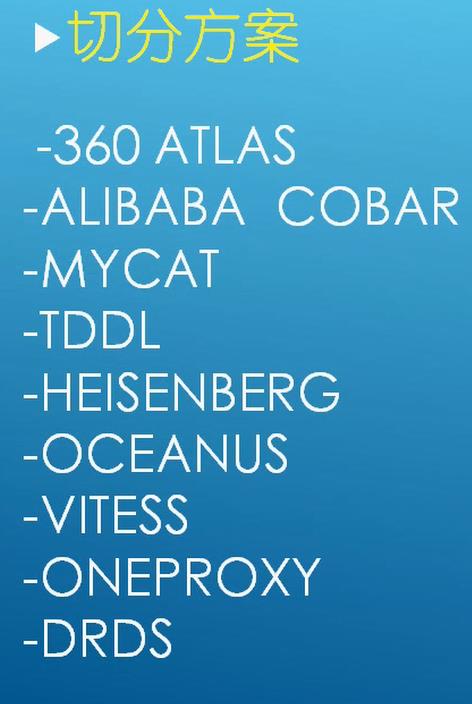 切分方案
-360 ATLAS
-ALIBABA COBAR
-MYCAT
-TDDL
-HEISENBERG
-OCEANUS
-VITESS
-ONEPROXY
-DRDS